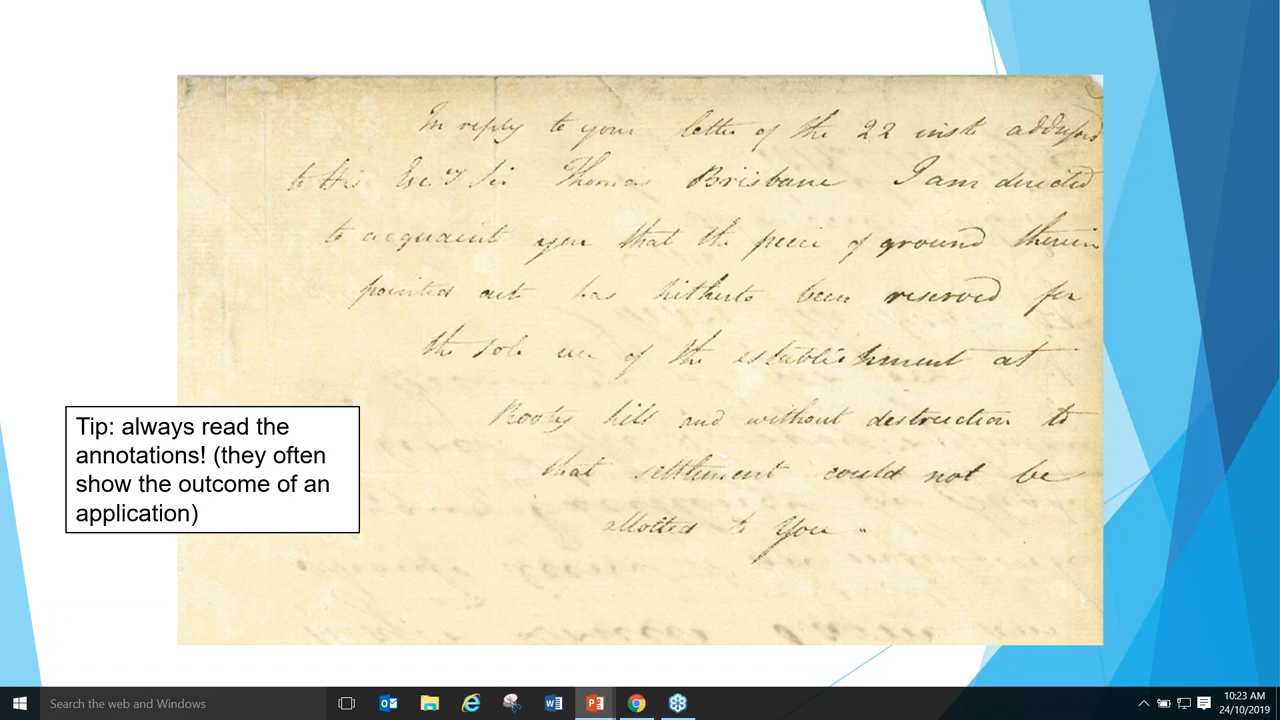 In reply to your letter of the 22 inst addressed
to His Excy Sir Thomas Brisbane I am directed
to acquaint you that the piece of ground therein
pointed out has hitherto been reserved for
the sole use of the establishment at
Rooty hill and without destruction to
that settlement could not be
allotted to You.
Tip: always read the
annotations! (they often
show the outcome of an
application)
Search the web and Windows
10:23 AM
24/10/2019